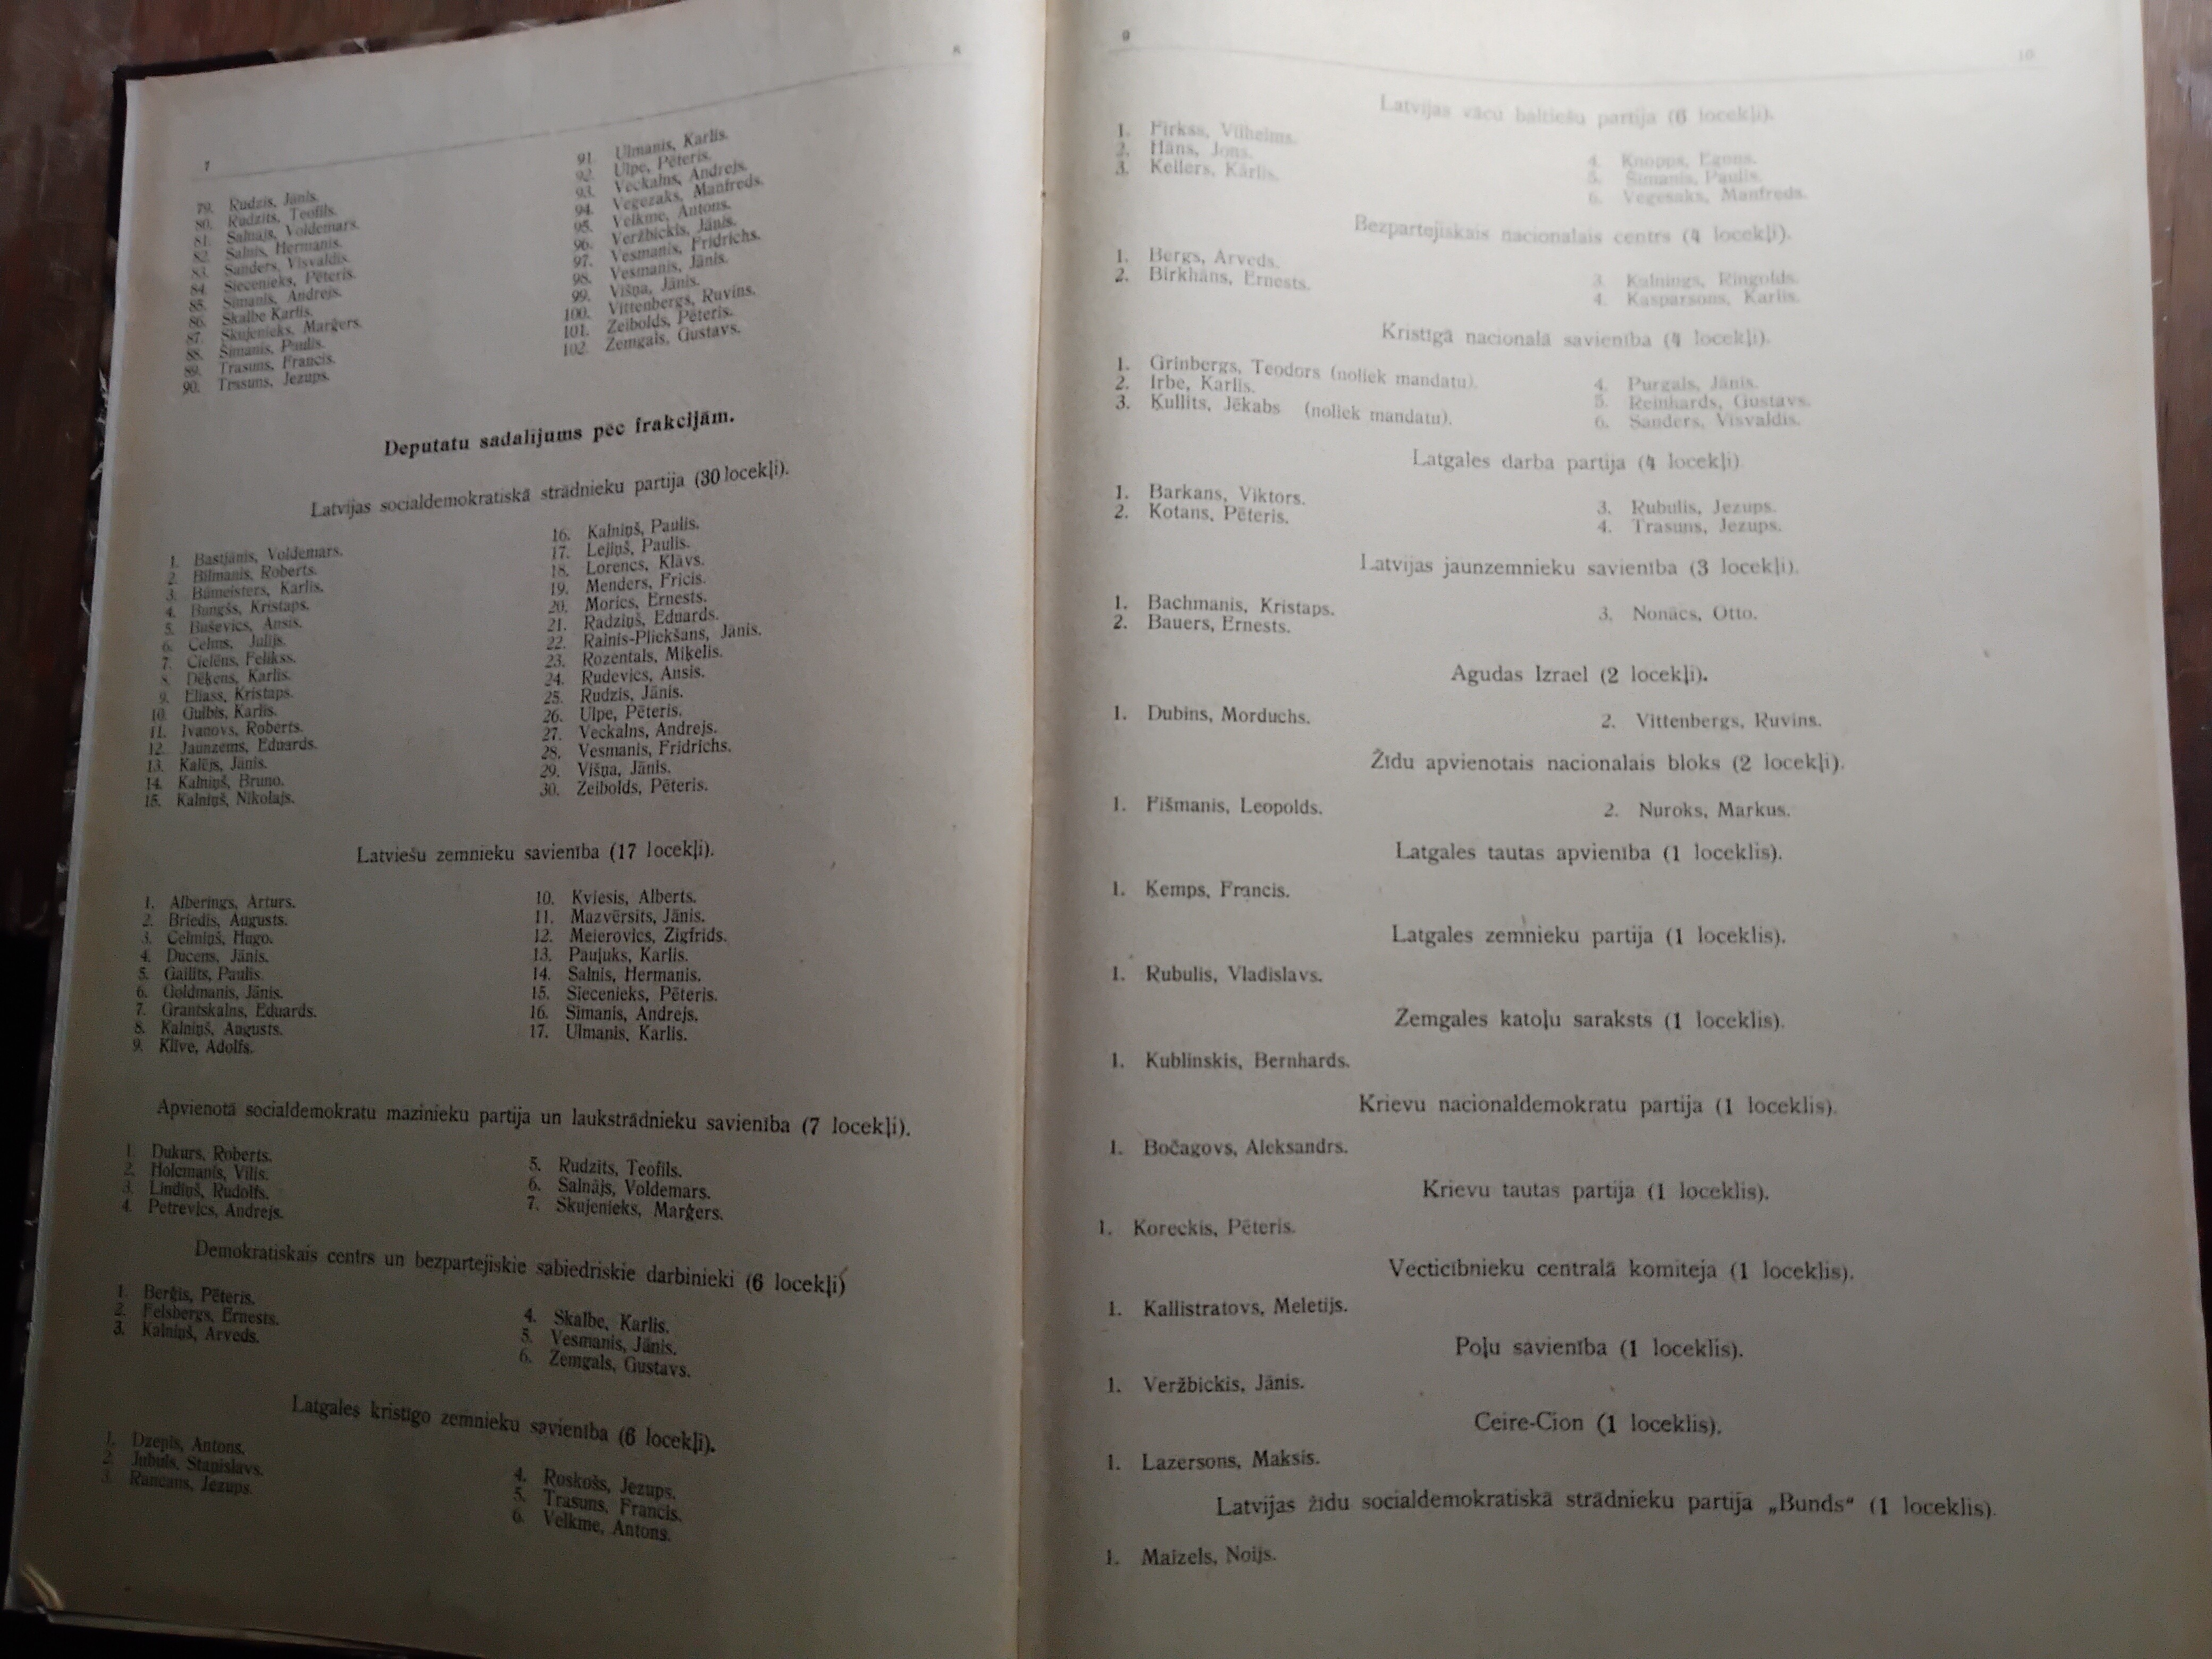 7
79. Rudzis, Jānis.
80. Rudzīts, Teofils.
81. Salnājs, Voldemars.
82. Salnis, Hermanis.
83. Sanders, Visvaldis.
84. Siecenieks, Pēteris.
85. Sīmanis, Andrejs.
86. Skalbe Karlis.
87. Skujenieks, Marģers.
88. Šimanis, Paulis.
89. Trasuns, Francis.
90. Trasuns, Jezups.
8
91. Ulmanis, Karlis.
92. Ulpe, Pēteris.
93. Veckalns, Andrejs.
94. Vegezaks, Manfreds.
95. Velkme, Antons.
96. Veržbickis, Jānis.
97. Vesmanis, Fridrichs.
98. Vesmanis, Jānis.
99. Višņa, Jānis.
100. Vittenbergs, Ruvins.
101. Zeibolds, Pēteris.
102. Zemgals, Gustavs.
Deputatu sadalījums pēc frakcijām.
Latvijas socialdemokratiskā strādnieku partija (30 locekļi).
1. Bastjānis, Voldemars.
2. Bilmanis, Roberts.
3. Būmeisters, Karlis.
4. Bungšs, Kristaps.
5. Buševics, Ansis.
6. Celms, Julijs.
7. Cielēns, Felikss.
8. Dēķens, Karlis.
9. Eliass, Kristaps.
10. Gulbis, Karlis.
11. Ivanovs, Roberts.
12. Jaunzems, Eduards.
13. Kalējs, Jānis.
14. Kalniņš, Bruno.
15. Kalniņš, Nikolajs.
16. Kalniņš, Paulis.
17. Lejiņš, Paulis.
18. Lorencs, Klāvs.
19. Menders, Fricis.
20. Morics, Ernests.
21. Radziņš, Eduards.
22. Rainis-Pliekšans, Jānis.
23. Rozentals, Miķelis.
24. Rudevics, Ansis.
25. Rudzis, Jānis.
26. Ulpe, Pēteris.
27. Veckalns, Andrejs.
28. Vesmanis, Fridrichs.
29. Višņa, Jānis.
30. Zeibolds, Pēteris.
Latviešu zemnieku savienība (17 locekļi).
1. Alberings, Arturs.
2. Briedis, Augusts.
3. Celmiņš, Hugo.
4. Ducens, Jānis.
5. Gailīts, Paulis.
6. Goldmanis, Jānis.
7. Grantskalns, Eduards.
8. Kalniņš, Augusts.
9. Klīve, Adolfs.
10. Kviesis, Alberts.
11. Mazvērsits, Jānis.
12. Meierovics, Zigfrids.
13. Pauļuks, Karlis.
14. Salnis, Hermanis.
15. Siecenieks, Pēteris.
16. Sīmanis, Andrejs.
17. Ulmanis, Karlis.
Apvienotā socialdemokratu mazinieku partija un laukstrādnieku savienība (7 locekļi).
1. Dukurs, Roberts.
2. Holcmanis, Vilis.
3. Lindiņš, Rudolfs.
4. Petrevics, Andrejs.
5. Rudzīts, Teofils.
6. Salnājs, Voldemars.
7. Skujenieks, Marģers.
Demokratiskais centrs un bezpartejiskie sabiedriskie darbinieki (6 locekļi)
1. Berģis, Pēteris.
2. Felsbergs, Ernests.
3. Kalniņš, Arveds.
4. Skalbe, Karlis.
5. Vesmanis, Jānis.
6. Zemgals, Gustavs.
Latgales kristīgo zemnieku savienība (6 locekļi).
1. Dzenis, Antons.
2. Jubuls, Staņislavs.
3. Rancans, Jezups.
4. Roskošs, Jezups.
5. Trasuns, Francis.
6. Velkme, Antons.
9
10
Latvijas vācu baltiešu partija (6 locekļi).
1. Firkss, Vilhelms.
2. Hāns, Jons.
3. Kellers, Kārlis.
4. Knopps, Egons.
5. Šimanis, Paulis.
6. Vegesaks, Manfreds.
Bezpartejiskais nacionalais centrs (4 locekļi).
1. Bergs, Arveds.
2. Birkhāns, Ernests.
3. Kalnings, Ringolds.
4. Kasparsons, Karlis.
Kristīgā nacionalā savienība (4 locekļi).
1. Grīnbergs, Teodors (noliek mandatu).
2. Irbe, Karlis.
3. Kullīts, Jēkabs (noliek mandatu).
4. Purgals, Jānis.
5. Reinhards, Gustavs.
6. Sanders, Visvaldis.
Latgales darba partija (4 locekļi)
1. Barkans, Viktors.
2. Kotans, Pēteris.
3. Rubulis, Jezups.
4. Trasuns, Jezups.
Latvijas jaunzemnieku savienība (3 locekļi).
1. Bachmanis, Kristaps.
2. Bauers, Ernests.
3. Nonācs, Otto.
Agudas Izrael (2 locekļi).
1. Dubins, Morduchs.
2. Vittenbergs, Ruvins.
Žīdu apvienotais nacionalais bloks (2 locekļi).
1. Fišmanis, Leopolds.
2. Nuroks, Markus.
Latgales tautas apvienība (1 loceklis).
1. Kemps, Francis.
Latgales zemnieku partija (1 loceklis).
1. Rubulis, Vladislavs.
Zemgales katoļu saraksts (1 loceklis).
1. Kublinskis, Bernhards.
Krievu nacionaldemokratu partija (1 loceklis).
1. Bočagovs, Aleksandrs.
Krievu tautas partija (1 loceklis).
1. Koreckis, Pēteris.
Vecticībnieku centralā komiteja (1 loceklis).
1. Kallistratovs, Meletijs.
Poļu savienība (1 loceklis).
1. Veržbickis, Jānis.
Ceire-Cion (1 loceklis).
1. Lazersons, Maksis.
Latvijas žīdu socialdemokratiskā strādnieku partija „Bunds“ (1 loceklis).
1. Maizels, Noijs.